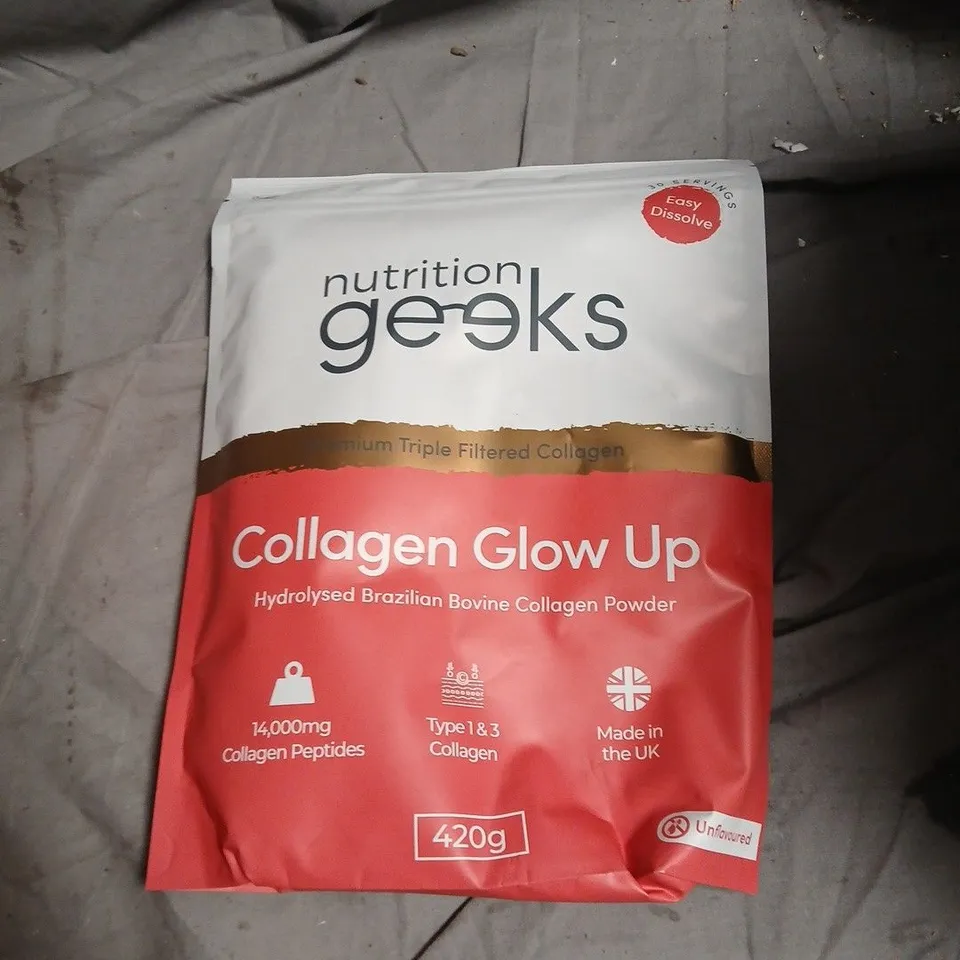 30 SERVINGS
Easy
Dissolve
nutrition
geeks
Premium Triple Filtered Collagen
Collagen Glow Up
Hydrolysed Brazilian Bovine Collagen Powder
14,000mg
Collagen Peptides
Type 1 & 3
Collagen
Made in
the UK
420g
Unflavoured